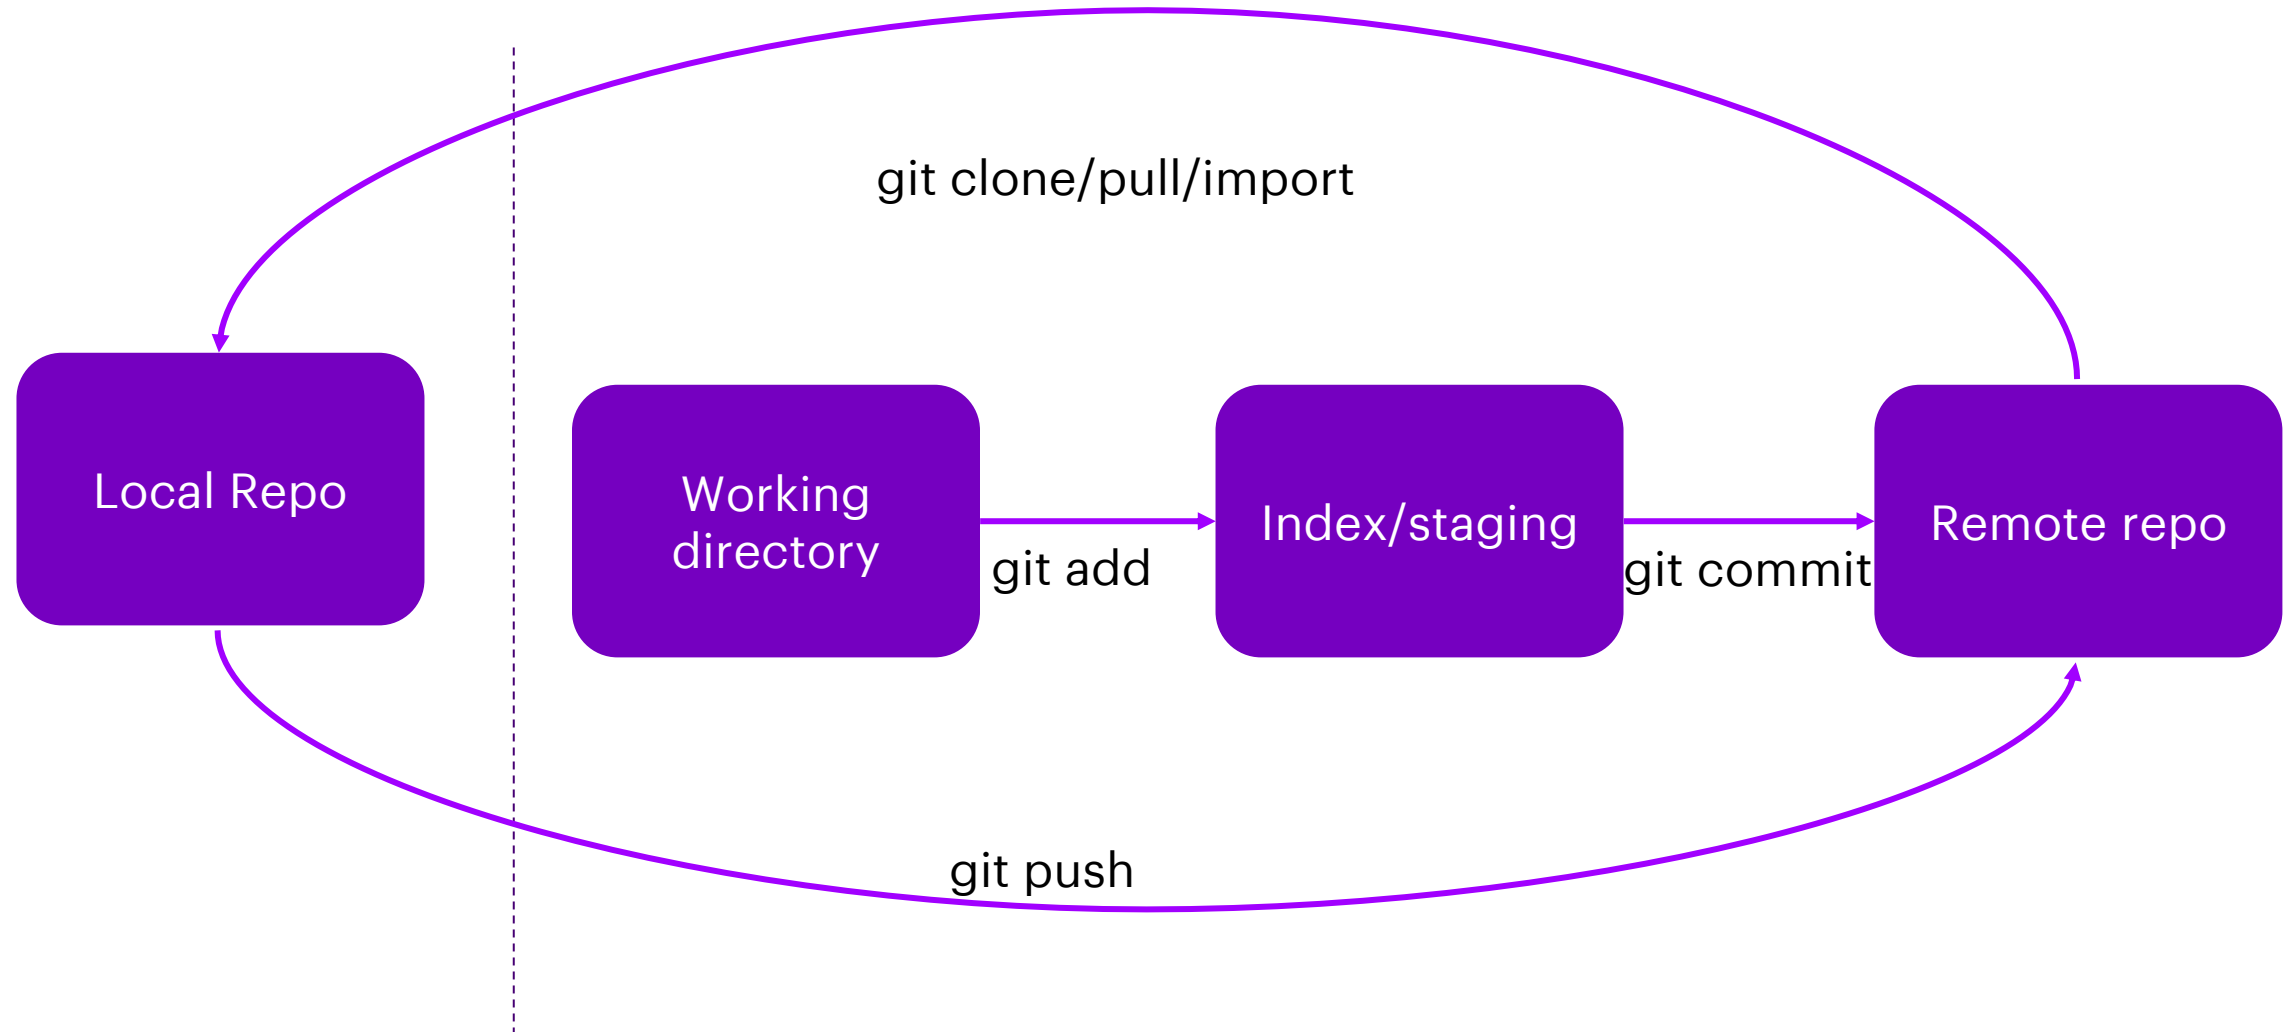 git clone/pull/import
Local Repo
Working
directory
git add
Index/staging
git commit
Remote repo
git push